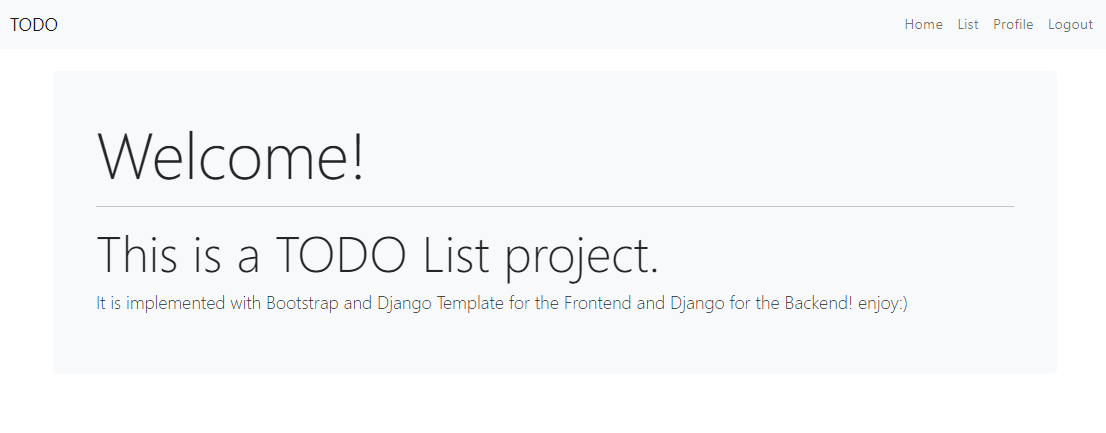 TODO
Home List Profile Logout
Welcome!
This is a TODO List project.
It is implemented with Bootstrap and Django Template for the Frontend and Django for the Backend! enjoy:)